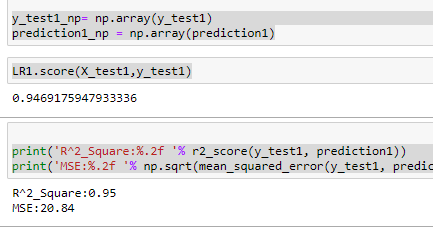 y_test1_np= np.array(y_test1)
prediction1_np = np.array(prediction1)
LR1.score(X_test1,y_test1)
0.9469175947933336
print('R^2_Square:%.2f '% r2_score(y_test1, prediction1))
print('MSE:%.2f '% np.sqrt(mean_squared_error(y_test1, predic
R^2_Square:0.95
MSE:20.84